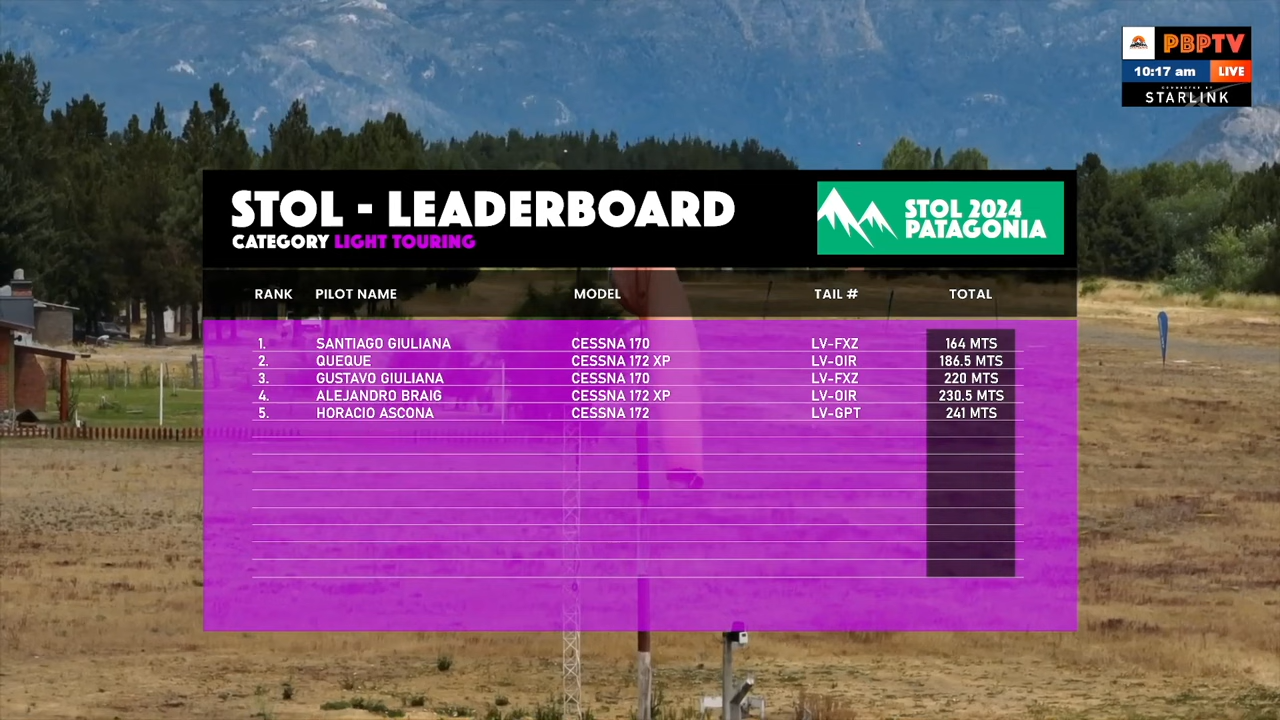 PBPTV
10:17 am LIVE
STARLINK
STOL - LEADERBOARD
CATEGORY LIGHT TOURING
STOL 2024
PATAGONIA
RANK PILOT NAME MODEL TAIL # TOTAL
1. SANTIAGO GIULIANA CESSNA 170 LV-FXZ 164 MTS
2. QUEQUE CESSNA 172 XP LV-OIR 186.5 MTS
3. GUSTAVO GIULIANA CESSNA 170 LV-FXZ 220 MTS
4. ALEJANDRO BRAIG CESSNA 172 XP LV-OIR 230.5 MTS
5. HORACIO ASCONA CESSNA 172 LV-GPT 241 MTS